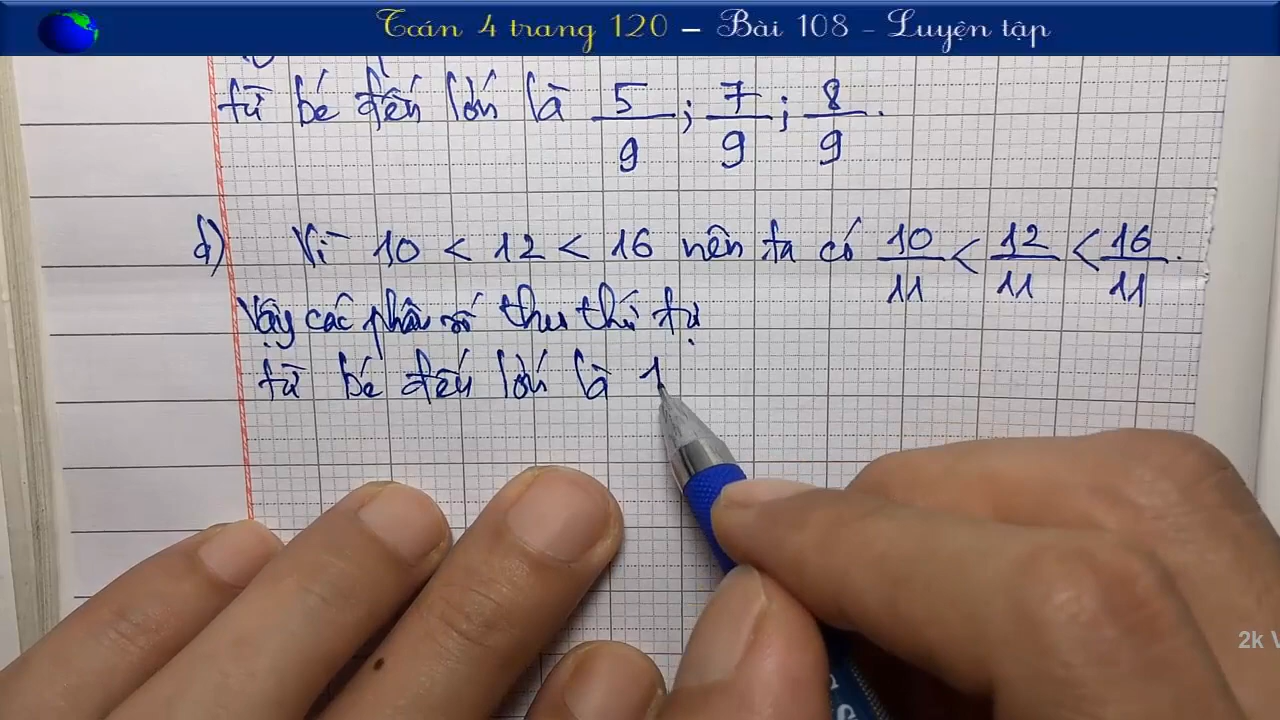 Toán 4 trang 120 – Bài 108 - Luyện tập
từ bé đến lớn là 5/9 ; 7/9 ; 8/9 .
d) Vì 10 < 12 < 16 nên ta có 10/11 < 12/11 < 16/11 .
Vậy các phân số theo thứ tự
từ bé đến lớn là 1
2k